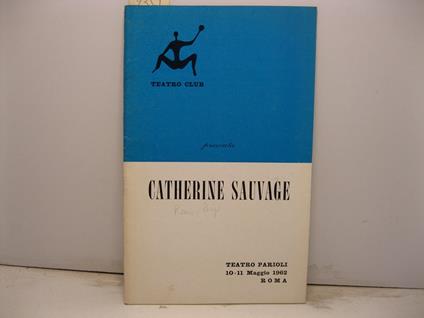 TEATRO CLUB
presenta
CATHERINE SAUVAGE
TEATRO PARIOLI
10-11 Maggio 1962
ROMA